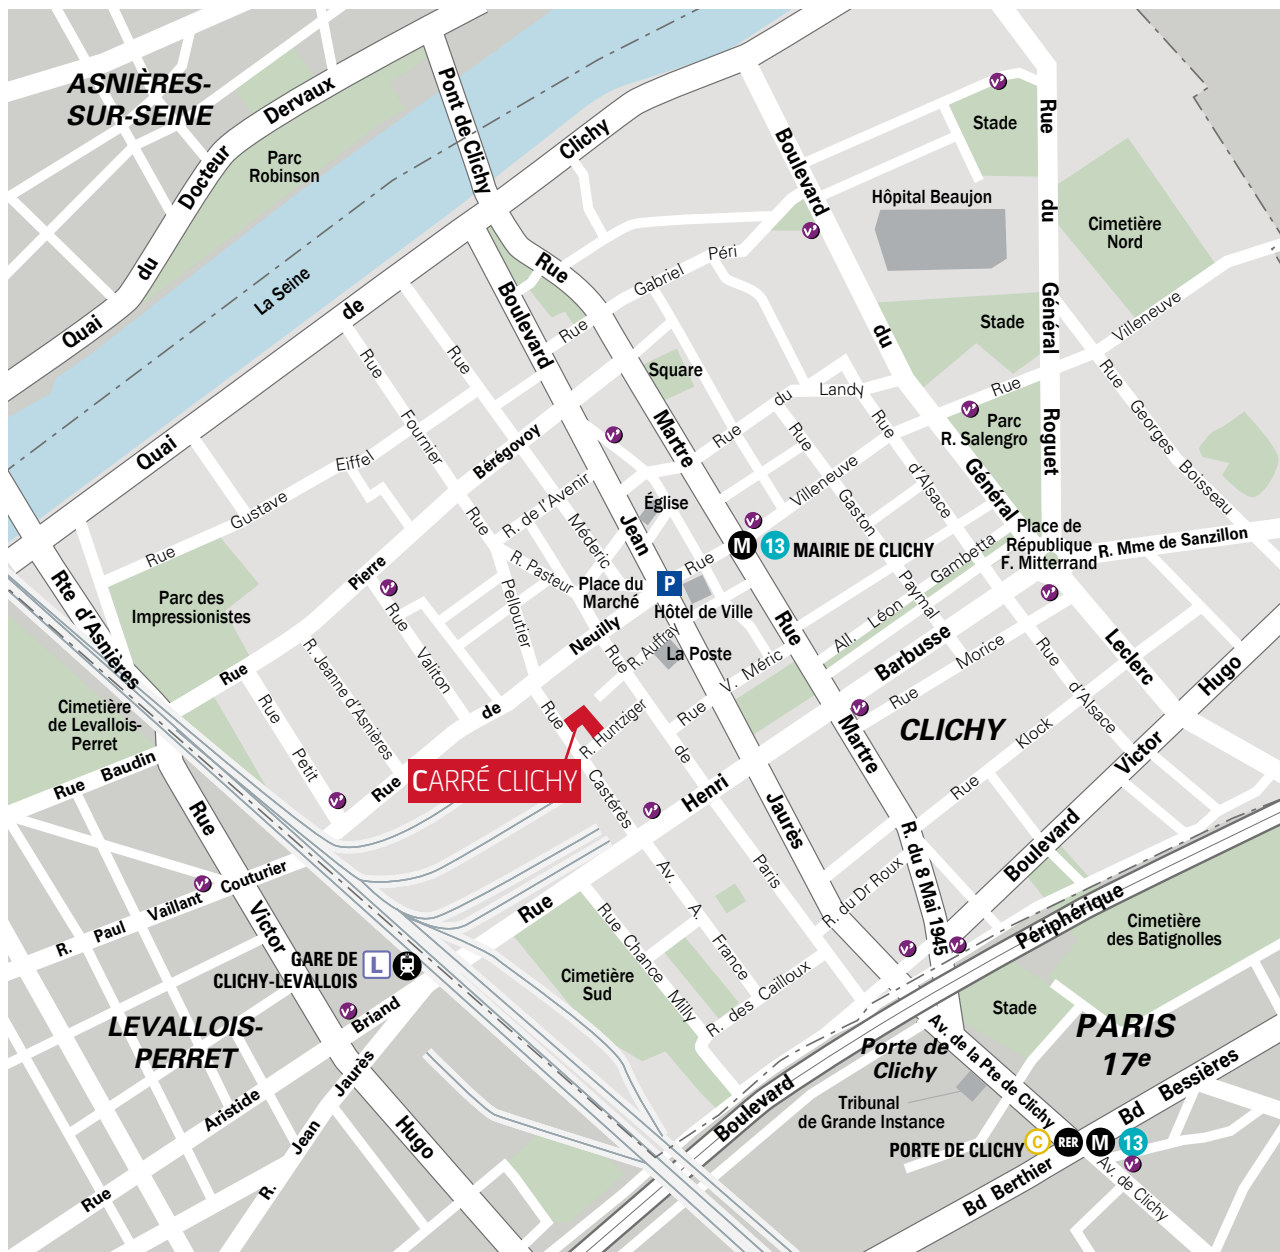 ASNIÈRES-
SUR-SEINE
Quai
du
Docteur
Dervaux
Parc
Robinson
La Seine
Pont de Clichy
Quai
de
Clichy
Boulevard
Jean
Jaurès
Rue
Martre
Rue
Martre
R. du 8 Mai 1945
Boulevard
du
Général
Leclerc
Stade
Hôpital Beaujon
Rue
du
Général
Roguet
Cimetière
Nord
Stade
Rue
Gabriel
Péri
Square
Rue
du
Landy
Rue
Villeneuve
Villeneuve
Rue
Parc
R. Salengro
Rue
Georges
Boisseau
Rue
Fournier
Rue
Méderic
Rue
Rue
Gustave
Eiffel
Rue
Pierre
Bérégovoy
R. de l'Avenir
Église
R. Pasteur
Rue
Pelloutier
Place du
Marché
P
Rue
Hôtel de Ville
La Poste
R. Auffray
M
13
MAIRIE DE CLICHY
Rue
Gaston
Paymal
Rue
d'Alsace
Rue
d'Alsace
All.
Léon
Gambetta
Place de
République
F. Mitterrand
R. Mme de Sanzillon
Rte d'Asnières
Parc des
Impressionistes
Cimetière
de Levallois-
Perret
Rue Baudin
Rue
Petit
R. Jeanne d'Asnières
Rue
Valiton
Rue
de
Neuilly
CARRÉ CLICHY
R. Huntziger
Rue
Castérès
Rue
V. Méric
de
Paris
Rue
Henri
Barbusse
Rue
Morice
CLICHY
Rue
Klock
Boulevard
Victor
Hugo
Rue
Victor
Hugo
R.
Paul
Vaillant
Couturier
GARE DE
CLICHY-LEVALLOIS
L
LEVALLOIS-
PERRET
Rue
Aristide
Briand
R.
Jean
Jaurès
Cimetière
Sud
Rue Chance
Milly
Av.
A.
France
R. des Cailloux
R. du Dr Roux
Boulevard
Périphérique
Cimetière
des Batignolles
Stade
PARIS
17e
Porte de
Clichy
Av. de la Pte de Clichy
Tribunal
de Grande Instance
PORTE DE CLICHY
C
RER
M
13
Bd
Bessières
Bd Berthier
Av. de Clichy